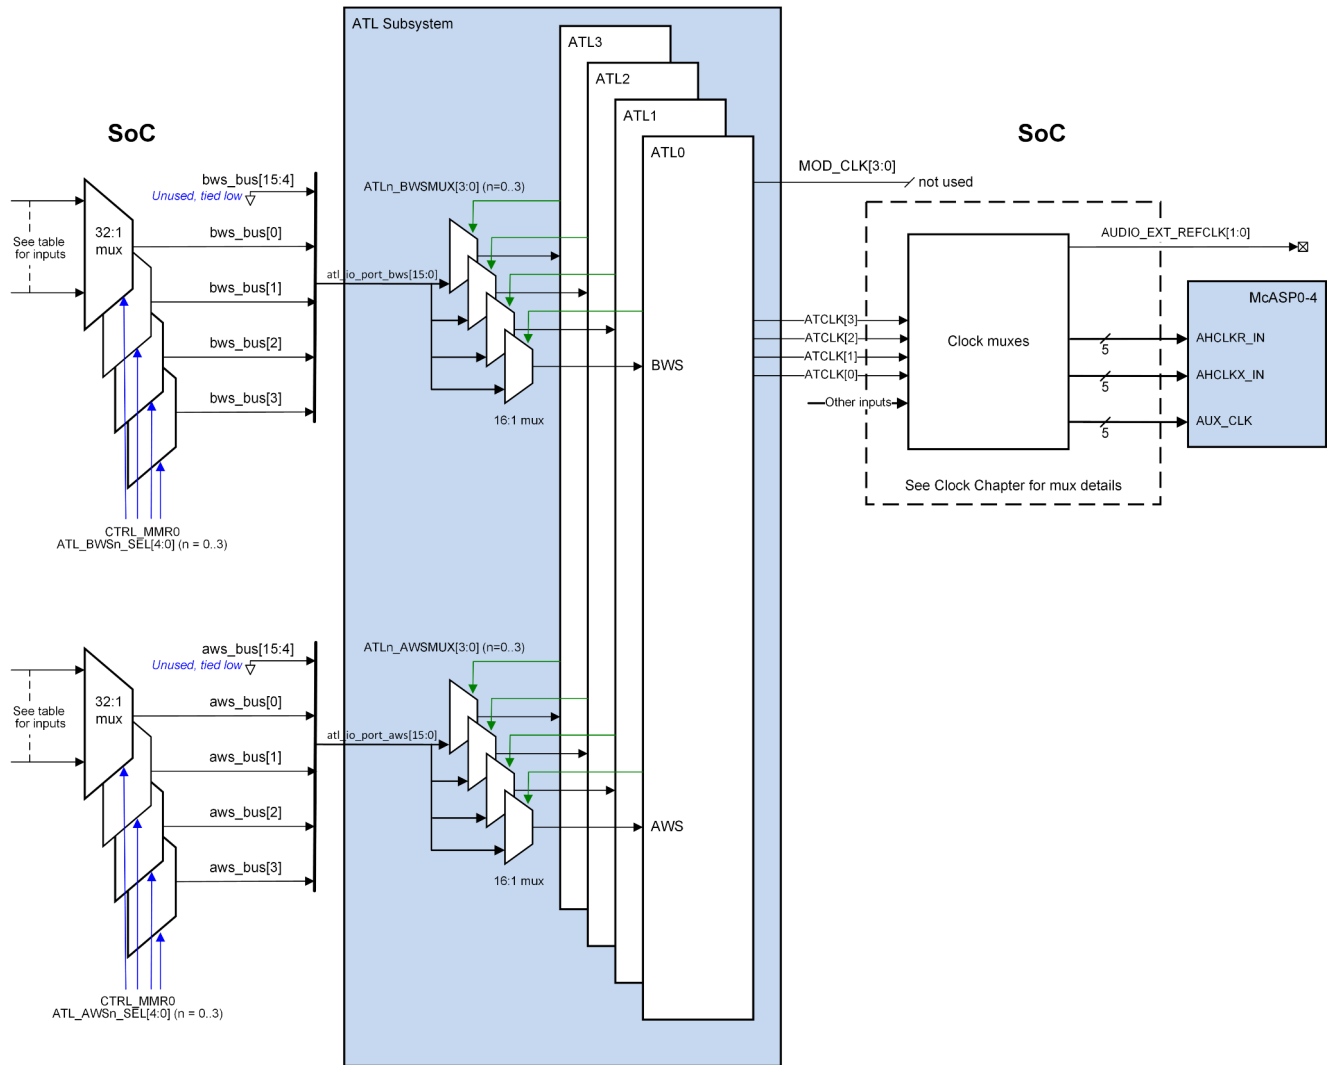 ATL Subsystem
ATL3
ATL2
ATL1
ATL0
SoC
SoC
MOD_CLK[3:0]
not used
bws_bus[15:4]
Unused, tied low
ATLn_BWSMUX[3:0] (n=0..3)
32:1
mux
See table
for inputs
bws_bus[0]
bws_bus[1]
bws_bus[2]
bws_bus[3]
atl_io_port_bws[15:0]
16:1 mux
BWS
AUDIO_EXT_REFCLK[1:0]
McASP0-4
ATCLK[3]
ATCLK[2]
ATCLK[1]
ATCLK[0]
Other inputs
Clock muxes
5
AHCLKR_IN
5
AHCLKX_IN
5
AUX_CLK
See Clock Chapter for mux details
CTRL_MMR0
ATL_BWSn_SEL[4:0] (n = 0..3)
aws_bus[15:4]
Unused, tied low
ATLn_AWSMUX[3:0] (n=0..3)
32:1
mux
See table
for inputs
aws_bus[0]
aws_bus[1]
aws_bus[2]
aws_bus[3]
atl_io_port_aws[15:0]
16:1 mux
AWS
CTRL_MMR0
ATL_AWSn_SEL[4:0] (n = 0..3)